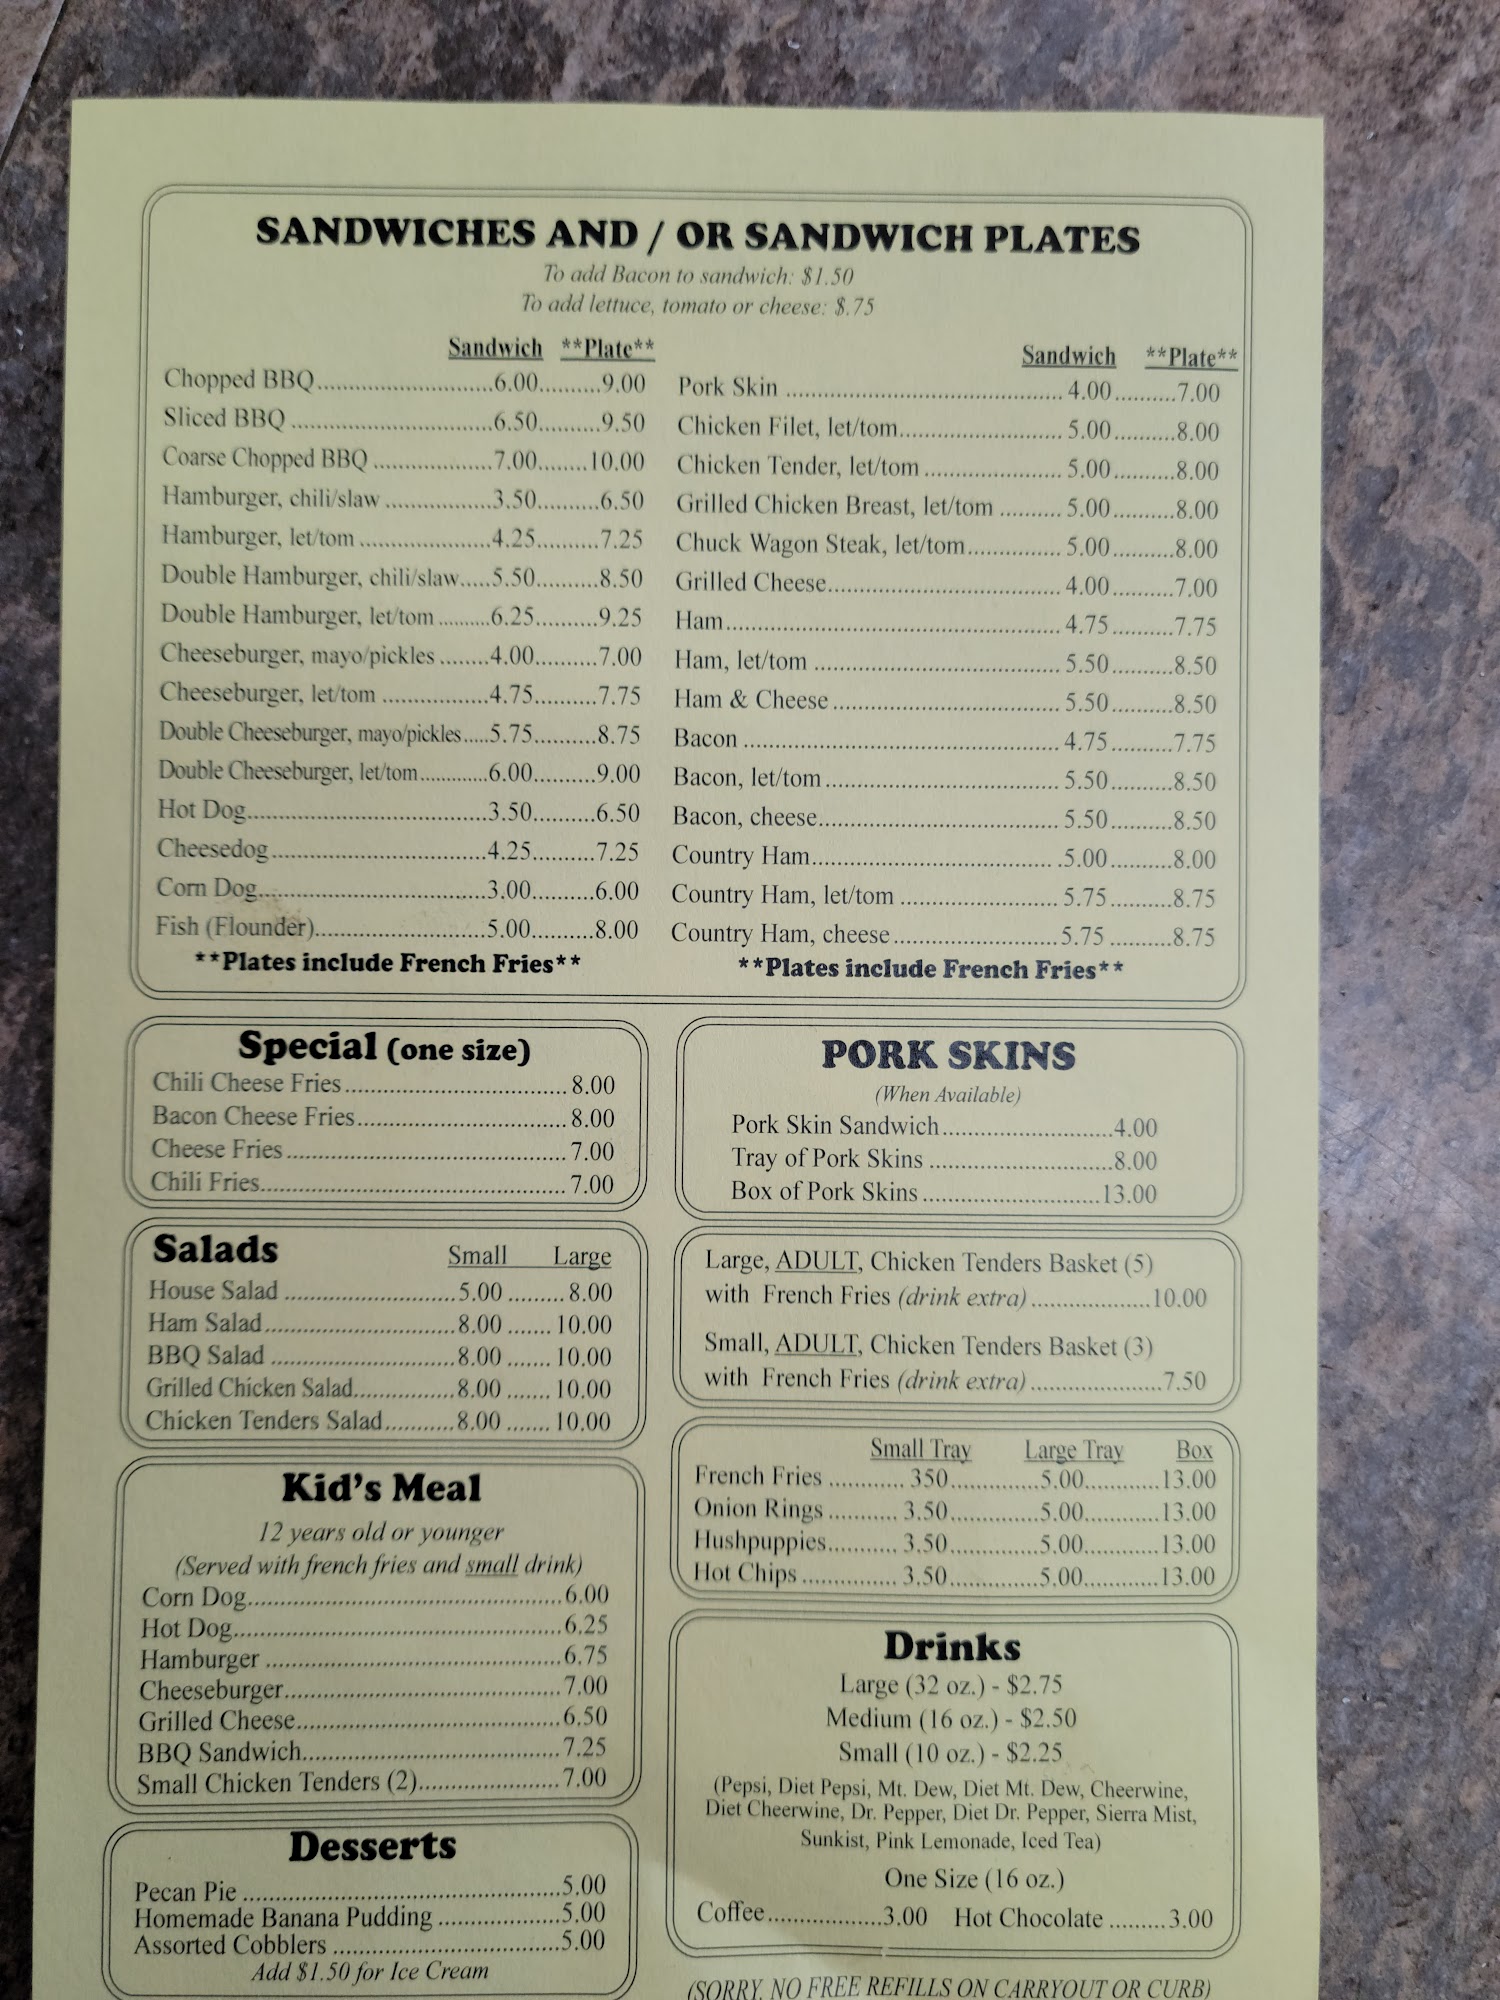 SANDWICHES AND / OR SANDWICH PLATES
To add Bacon to sandwich: $1.50
To add lettuce, tomato or cheese: $.75
Sandwich **Plate**
Chopped BBQ 6.00 9.00
Sliced BBQ 6.50 9.50
Coarse Chopped BBQ 7.00 10.00
Hamburger, chili/slaw 3.50 6.50
Hamburger, let/tom 4.25 7.25
Double Hamburger, chili/slaw 5.50 8.50
Double Hamburger, let/tom 6.25 9.25
Cheeseburger, mayo/pickles 4.00 7.00
Cheeseburger, let/tom 4.75 7.75
Double Cheeseburger, mayo/pickles 5.75 8.75
Double Cheeseburger, let/tom 6.00 9.00
Hot Dog 3.50 6.50
Cheesedog 4.25 7.25
Corn Dog 3.00 6.00
Fish (Flounder) 5.00 8.00
**Plates include French Fries**
Sandwich **Plate**
Pork Skin 4.00 7.00
Chicken Filet, let/tom 5.00 8.00
Chicken Tender, let/tom 5.00 8.00
Grilled Chicken Breast, let/tom 5.00 8.00
Chuck Wagon Steak, let/tom 5.00 8.00
Grilled Cheese 4.00 7.00
Ham 4.75 7.75
Ham, let/tom 5.50 8.50
Ham & Cheese 5.50 8.50
Bacon 4.75 7.75
Bacon, let/tom 5.50 8.50
Bacon, cheese 5.50 8.50
Country Ham 5.00 8.00
Country Ham, let/tom 5.75 8.75
Country Ham, cheese 5.75 8.75
**Plates include French Fries**
Special (one size)
Chili Cheese Fries 8.00
Bacon Cheese Fries 8.00
Cheese Fries 7.00
Chili Fries 7.00
Salads Small Large
House Salad 5.00 8.00
Ham Salad 8.00 10.00
BBQ Salad 8.00 10.00
Grilled Chicken Salad 8.00 10.00
Chicken Tenders Salad 8.00 10.00
Kid's Meal
12 years old or younger
(Served with french fries and small drink)
Corn Dog 6.00
Hot Dog 6.25
Hamburger 6.75
Cheeseburger 7.00
Grilled Cheese 6.50
BBQ Sandwich 7.25
Small Chicken Tenders (2) 7.00
Desserts
Pecan Pie 5.00
Homemade Banana Pudding 5.00
Assorted Cobblers 5.00
Add $1.50 for Ice Cream
PORK SKINS
(When Available)
Pork Skin Sandwich 4.00
Tray of Pork Skins 8.00
Box of Pork Skins 13.00
Large, ADULT, Chicken Tenders Basket (5)
with French Fries (drink extra) 10.00
Small, ADULT, Chicken Tenders Basket (3)
with French Fries (drink extra) 7.50
Small Tray Large Tray Box
French Fries 350 5.00 13.00
Onion Rings 3.50 5.00 13.00
Hushpuppies 3.50 5.00 13.00
Hot Chips 3.50 5.00 13.00
Drinks
Large (32 oz.) - $2.75
Medium (16 oz.) - $2.50
Small (10 oz.) - $2.25
(Pepsi, Diet Pepsi, Mt. Dew, Diet Mt. Dew, Cheerwine,
Diet Cheerwine, Dr. Pepper, Diet Dr. Pepper, Sierra Mist,
Sunkist, Pink Lemonade, Iced Tea)
One Size (16 oz.)
Coffee 3.00 Hot Chocolate 3.00
(SORRY, NO FREE REFILLS ON CARRYOUT OR CURB)